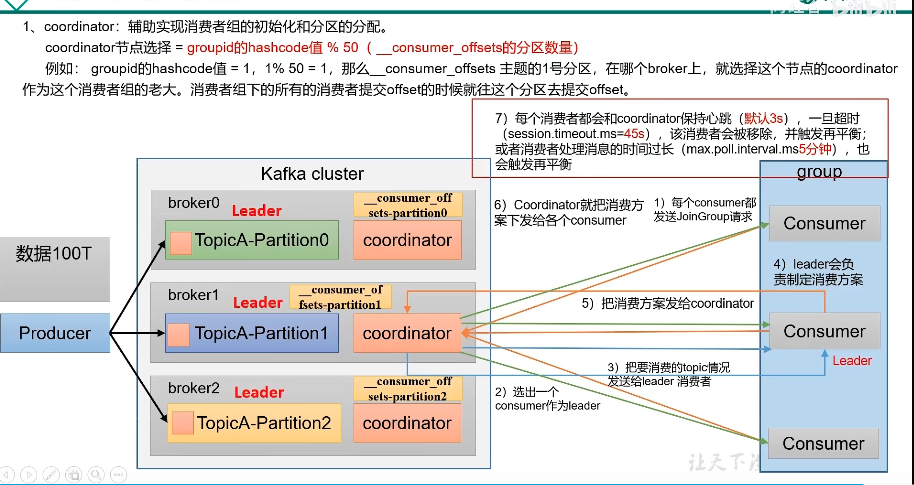 1、coordinator：辅助实现消费者组的初始化和分区的分配。
coordinator节点选择 = groupid的hashcode值 % 50（ __consumer_offsets的分区数量）
例如： groupid的hashcode值 = 1，1% 50 = 1，那么__consumer_offsets 主题的1号分区，在哪个broker上，就选择这个节点的coordinator
作为这个消费者组的老大。消费者组下的所有的消费者提交offset的时候就往这个分区去提交offset。
7）每个消费者都会和coordinator保持心跳（默认3s），一旦超时
（session.timeout.ms=45s），该消费者会被移除，并触发再平衡；
或者消费者处理消息的时间过长（max.poll.interval.ms5分钟），也
会触发再平衡
Kafka cluster
group
broker0
Leader
__consumer_off
sets-partition0
TopicA-Partition0
coordinator
6）Coordinator就把消费方
案下发给各个consumer
1）每个consumer都
发送JoinGroup请求
Consumer
数据100T
4）leader会负
责制定消费方案
broker1
Leader
__consumer_of
fsets-partition1
5）把消费方案发给coordinator
Producer
TopicA-Partition1
coordinator
Consumer
Leader
3）把要消费的topic情况
发送给leader 消费者
broker2
Leader
__consumer_off
sets-partition2
2）选出一个
consumer作为leader
TopicA-Partition2
coordinator
Consumer
让天下